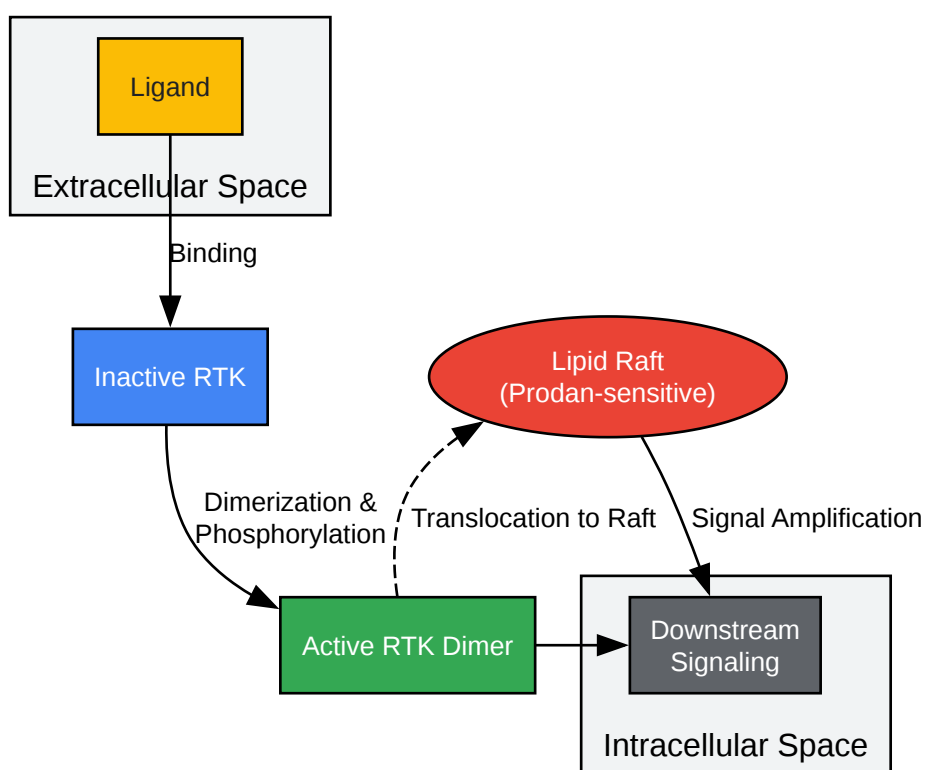 Ligand
Extracellular Space
Binding
Inactive RTK
Lipid Raft
(Prodan-sensitive)
Dimerization &
Phosphorylation
Translocation to Raft
Signal Amplification
Active RTK Dimer
Downstream
Signaling
Intracellular Space